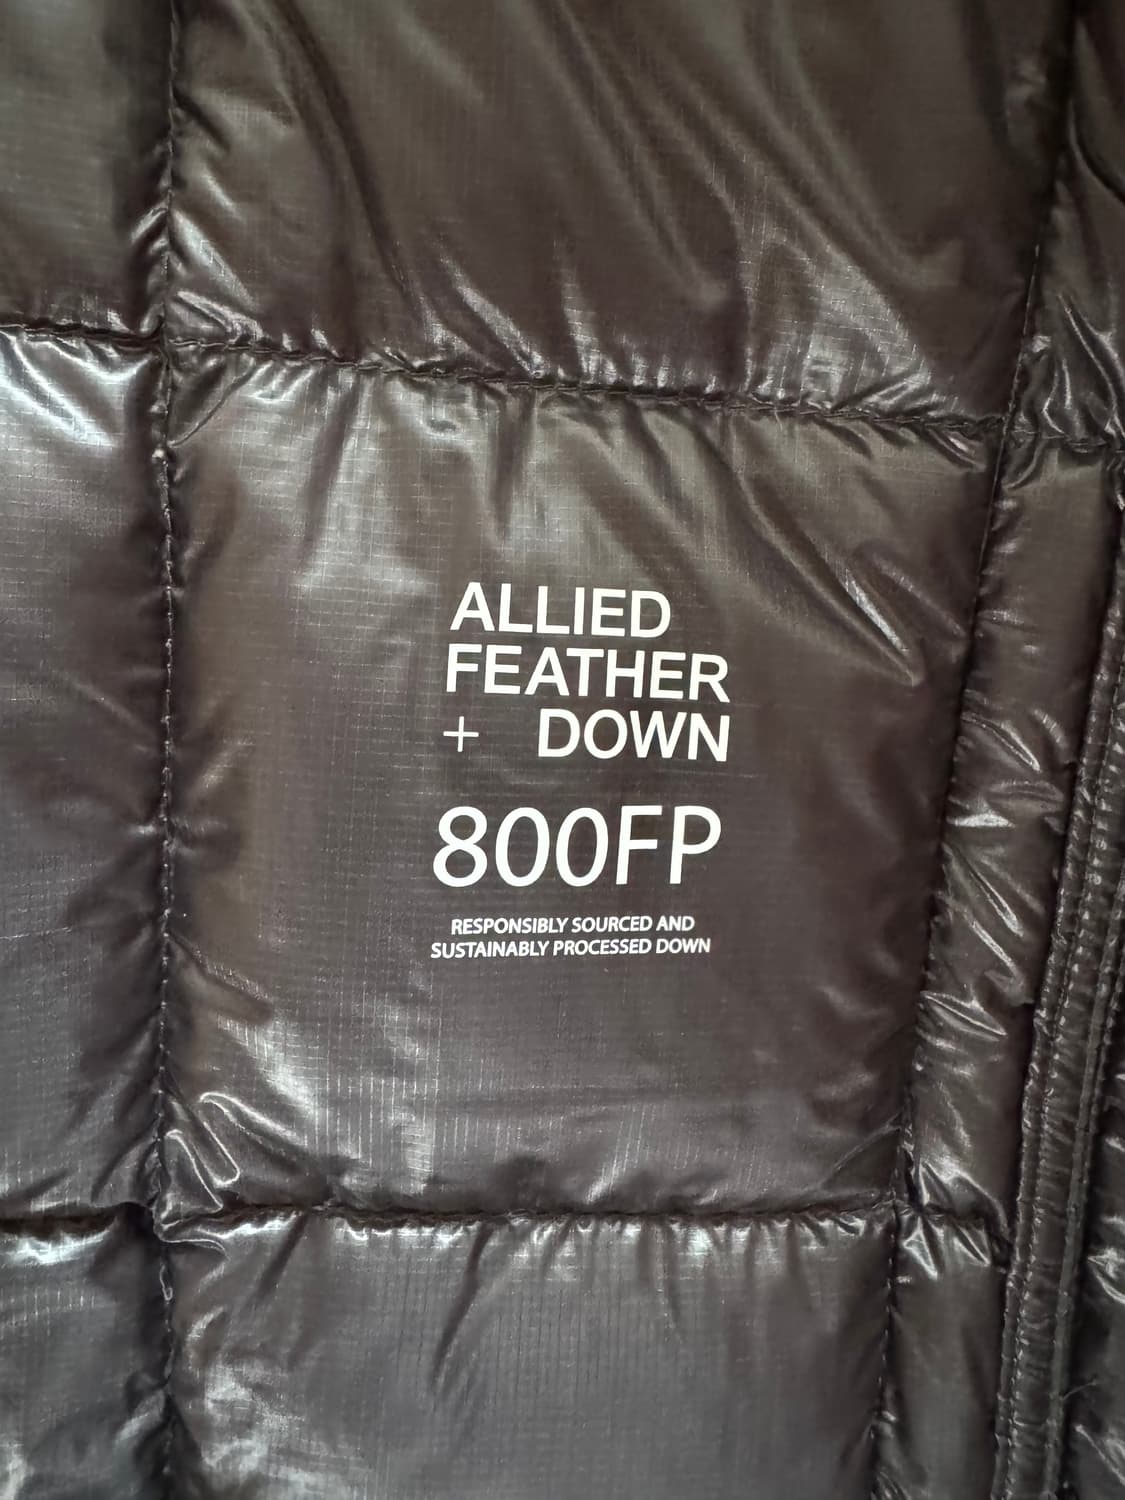 ALLIED
FEATHER
+ DOWN
800FP
RESPONSIBLY SOURCED AND
SUSTAINABLY PROCESSED DOWN